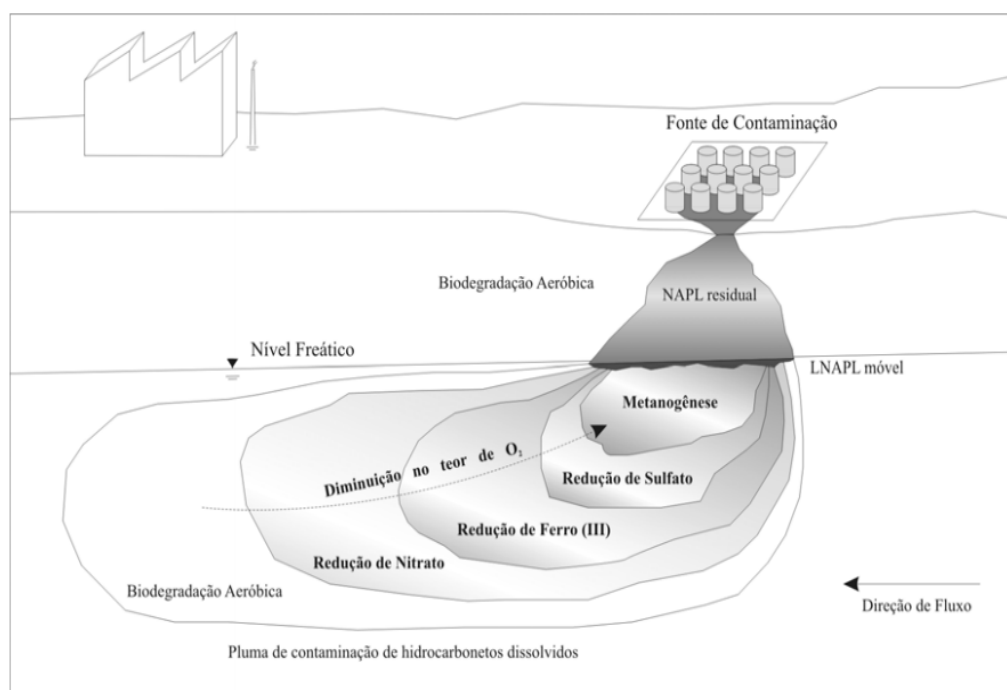 Fonte de Contaminação
Biodegradação Aeróbica
NAPL residual
Nível Freático
LNAPL móvel
Metanogênese
Diminuição no teor de O₂
Redução de Sulfato
Redução de Ferro (III)
Redução de Nitrato
Biodegradação Aeróbica
Direção de Fluxo
Pluma de contaminação de hidrocarbonetos dissolvidos